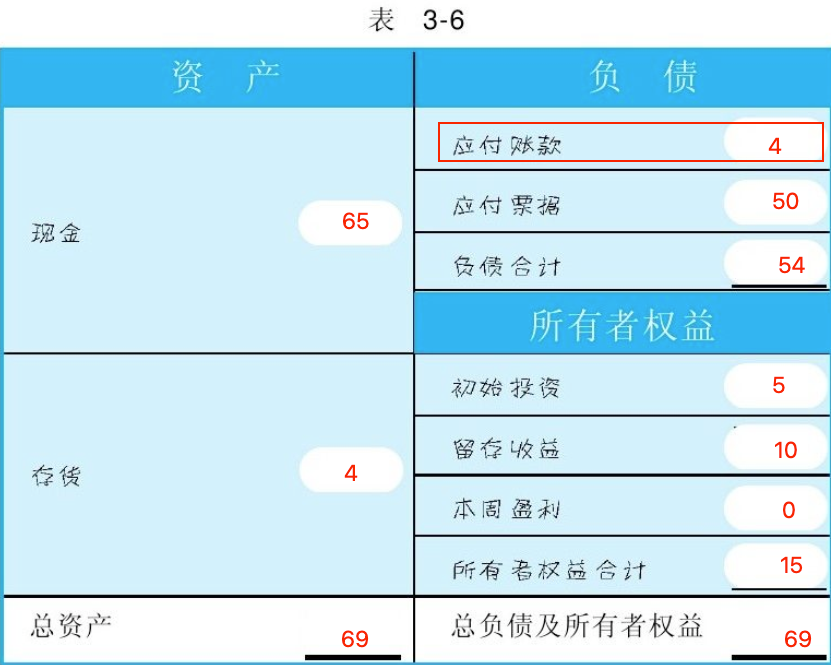 表 3-6
资 产
负 债
现金 65
应付账款 4
应付票据 50
负债合计 54
所有者权益
存货 4
初始投资 5
留存收益 10
本周盈利 0
所有者权益合计 15
总资产 69
总负债及所有者权益 69